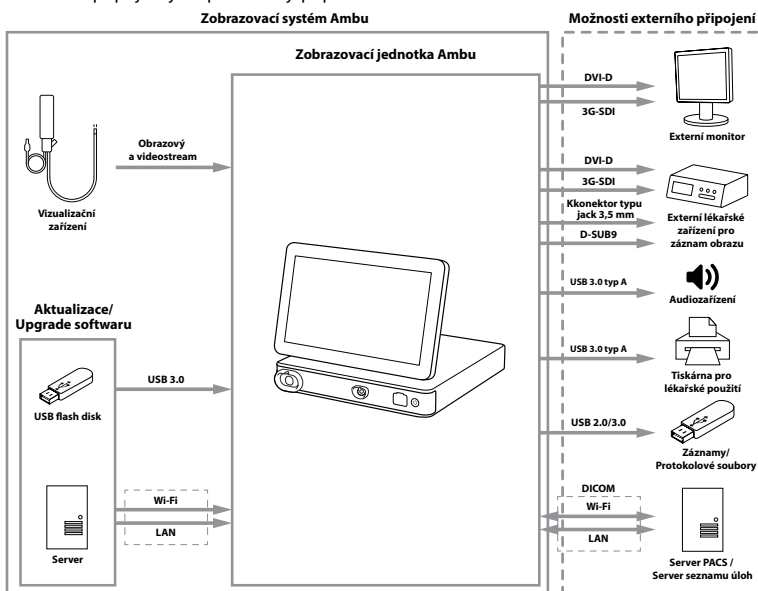 Zobrazovací systém Ambu
Možnosti externího připojení
Zobrazovací jednotka Ambu
Obrazový
a videostream
Vizualizační
zařízení
Aktualizace/
Upgrade softwaru
USB flash disk
USB 3.0
Server
Wi-Fi
LAN
DVI-D
3G-SDI
Externí monitor
DVI-D
3G-SDI
Kkonektor typu
jack 3,5 mm
D-SUB9
Externí lékařské
zařízení pro
záznam obrazu
USB 3.0 typ A
Audiozařízení
USB 3.0 typ A
Tiskárna pro
lékařské použití
USB 2.0/3.0
Záznamy/
Protokolové soubory
DICOM
Wi-Fi
LAN
Server PACS /
Server seznamu úloh